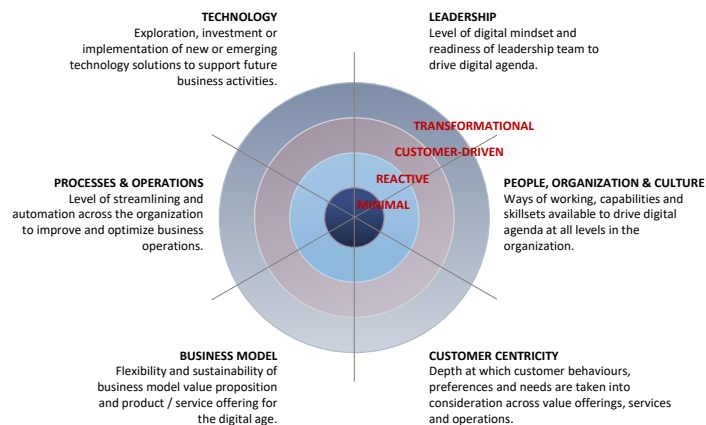 TECHNOLOGY
Exploration, investment or
implementation of new or emerging
technology solutions to support future
business activities.
LEADERSHIP
Level of digital mindset and
readiness of leadership team to
drive digital agenda.
TRANSFORMATIONAL
CUSTOMER-DRIVEN
REACTIVE
MINIMAL
PROCESSES & OPERATIONS
Level of streamlining and
automation across the organization
to improve and optimize business
operations.
PEOPLE, ORGANIZATION & CULTURE
Ways of working, capabilities and
skillsets available to drive digital
agenda at all levels in the
organization.
BUSINESS MODEL
Flexibility and sustainability of
business model value proposition
and product / service offering for
the digital age.
CUSTOMER CENTRICITY
Depth at which customer behaviours,
preferences and needs are taken into
consideration across value offerings, services
and operations.